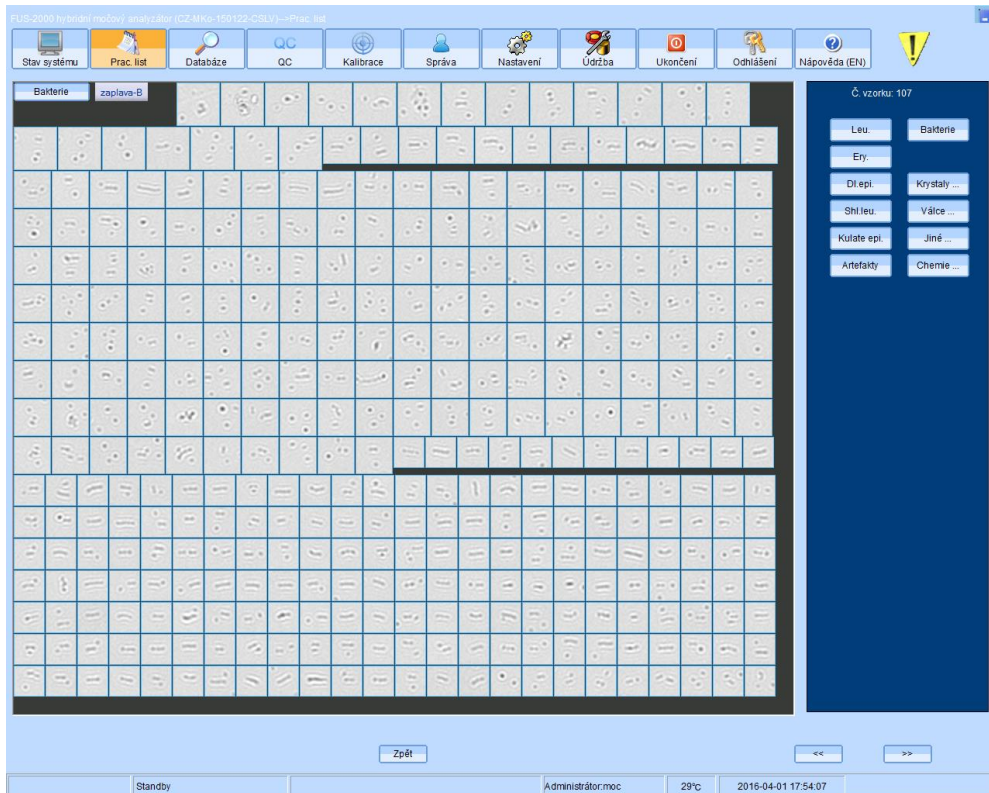 FUS-2000 hybridní močový analyzátor (CZ-MKo-150122-CSLV)-->Prac. list
Stav systému Prac. list Databáze QC Kalibrace Správa Nastavení Údržba Ukončení Odhlášení Nápověda (EN)
QC
Bakterie zaplava-B
Č. vzorku: 107
Leu. Bakterie
Ery.
Dl.epi. Krystaly ...
Shl.leu. Válce ...
Kulate epi. Jiné ...
Artefakty Chemie ...
Zpět << >>
Standby Administrátor:moc 29°C 2016-04-01 17:54:07